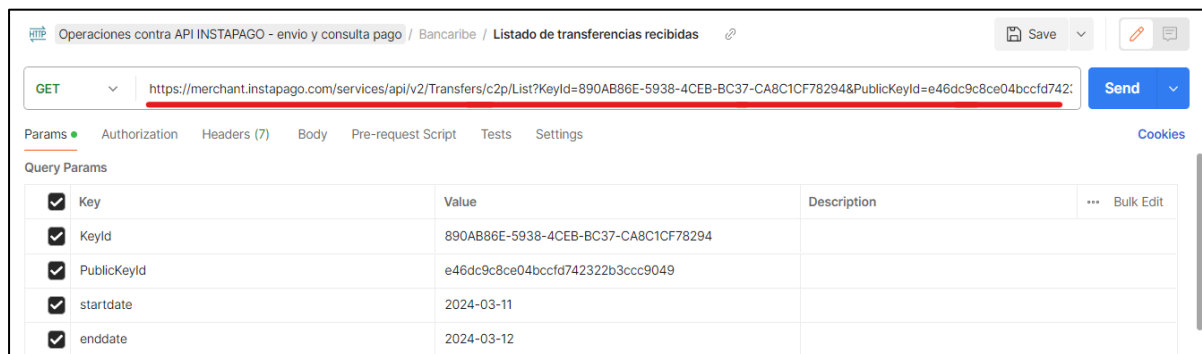 HTTP Operaciones contra API INSTAPAGO - envio y consulta pago / Bancaribe / Listado de transferencias recibidas Save
GET https://merchant.instapago.com/services/api/v2/Transfers/c2p/List?KeyId=890AB86E-5938-4CEB-BC37-CA8C1CF78294&PublicKeyId=e46dc9c8ce04bccfd742 Send
Params Authorization Headers (7) Body Pre-request Script Tests Settings Cookies
Query Params
Key Value Description ••• Bulk Edit
KeyId 890AB86E-5938-4CEB-BC37-CA8C1CF78294
PublicKeyId e46dc9c8ce04bccfd742322b3ccc9049
startdate 2024-03-11
enddate 2024-03-12